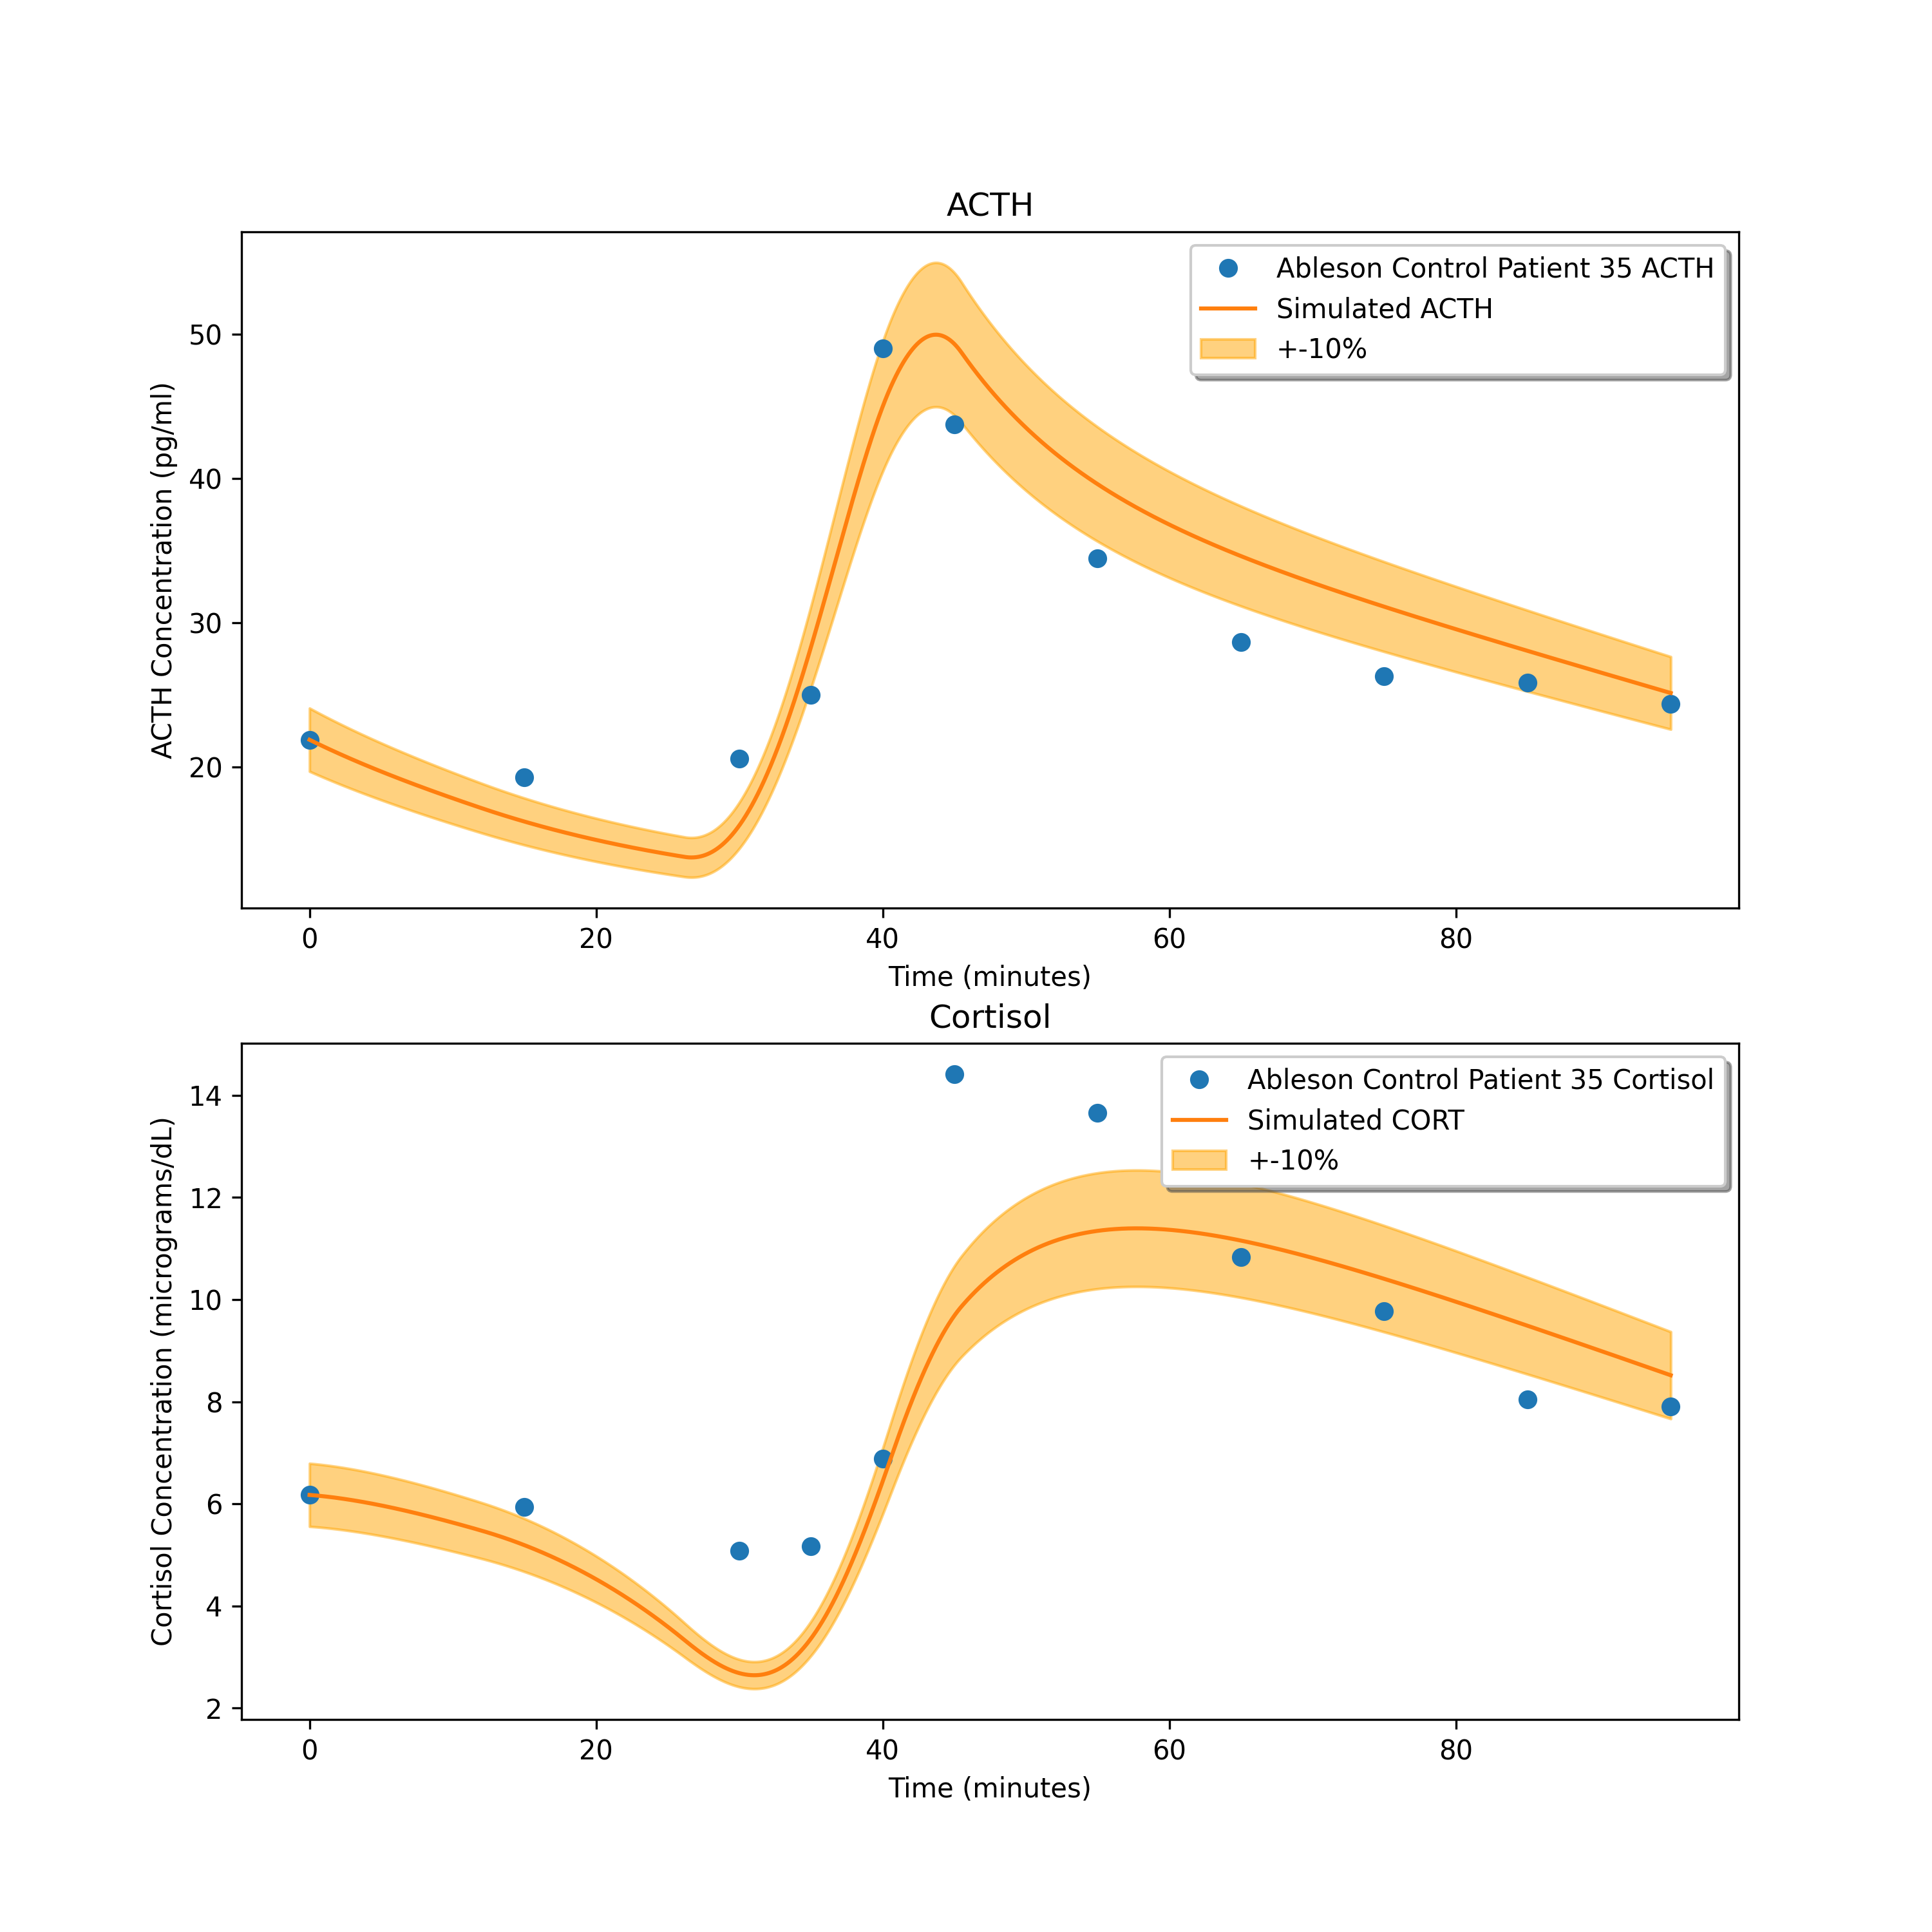 ACTH
Ableson Control Patient 35 ACTH
Simulated ACTH
+-10%
ACTH Concentration (pg/ml)
50
40
30
20
0 20 40 60 80
Time (minutes)
Cortisol
Ableson Control Patient 35 Cortisol
Simulated CORT
+-10%
Cortisol Concentration (micrograms/dL)
14
12
10
8
6
4
2
0 20 40 60 80
Time (minutes)